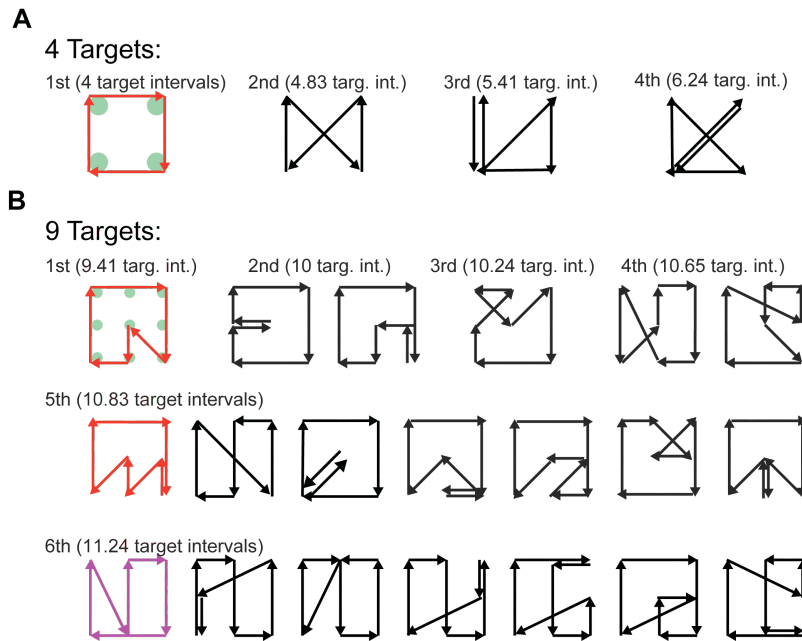 A
4 Targets:
1st (4 target intervals) 2nd (4.83 targ. int.) 3rd (5.41 targ. int.) 4th (6.24 targ. int.)
B
9 Targets:
1st (9.41 targ. int.) 2nd (10 targ. int.) 3rd (10.24 targ. int.) 4th (10.65 targ. int.)
5th (10.83 target intervals)
6th (11.24 target intervals)